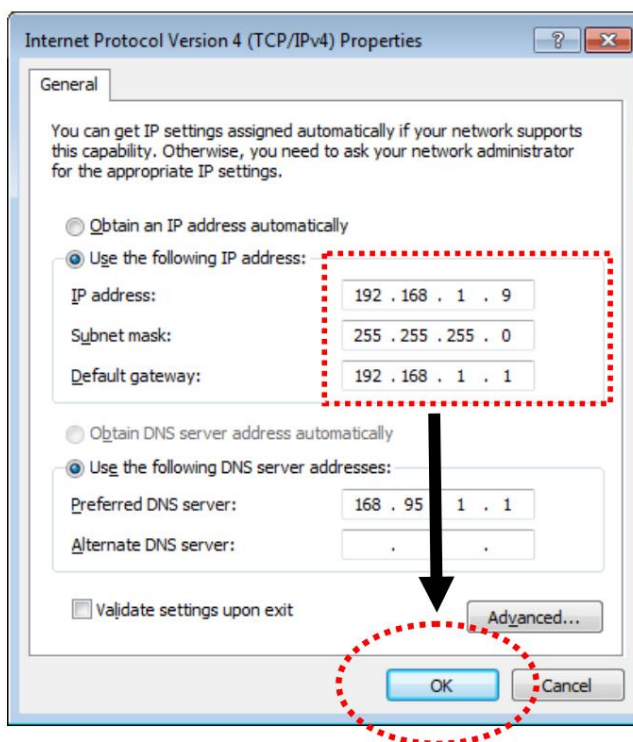 Internet Protocol Version 4 (TCP/IPv4) Properties
General
You can get IP settings assigned automatically if your network supports
this capability. Otherwise, you need to ask your network administrator
for the appropriate IP settings.
Obtain an IP address automatically
Use the following IP address:
IP address: 192 . 168 . 1 . 9
Subnet mask: 255 . 255 . 255 . 0
Default gateway: 192 . 168 . 1 . 1
Obtain DNS server address automatically
Use the following DNS server addresses:
Preferred DNS server: 168 . 95 1 . 1
Alternate DNS server: . .
Validate settings upon exit
Advanced...
OK Cancel